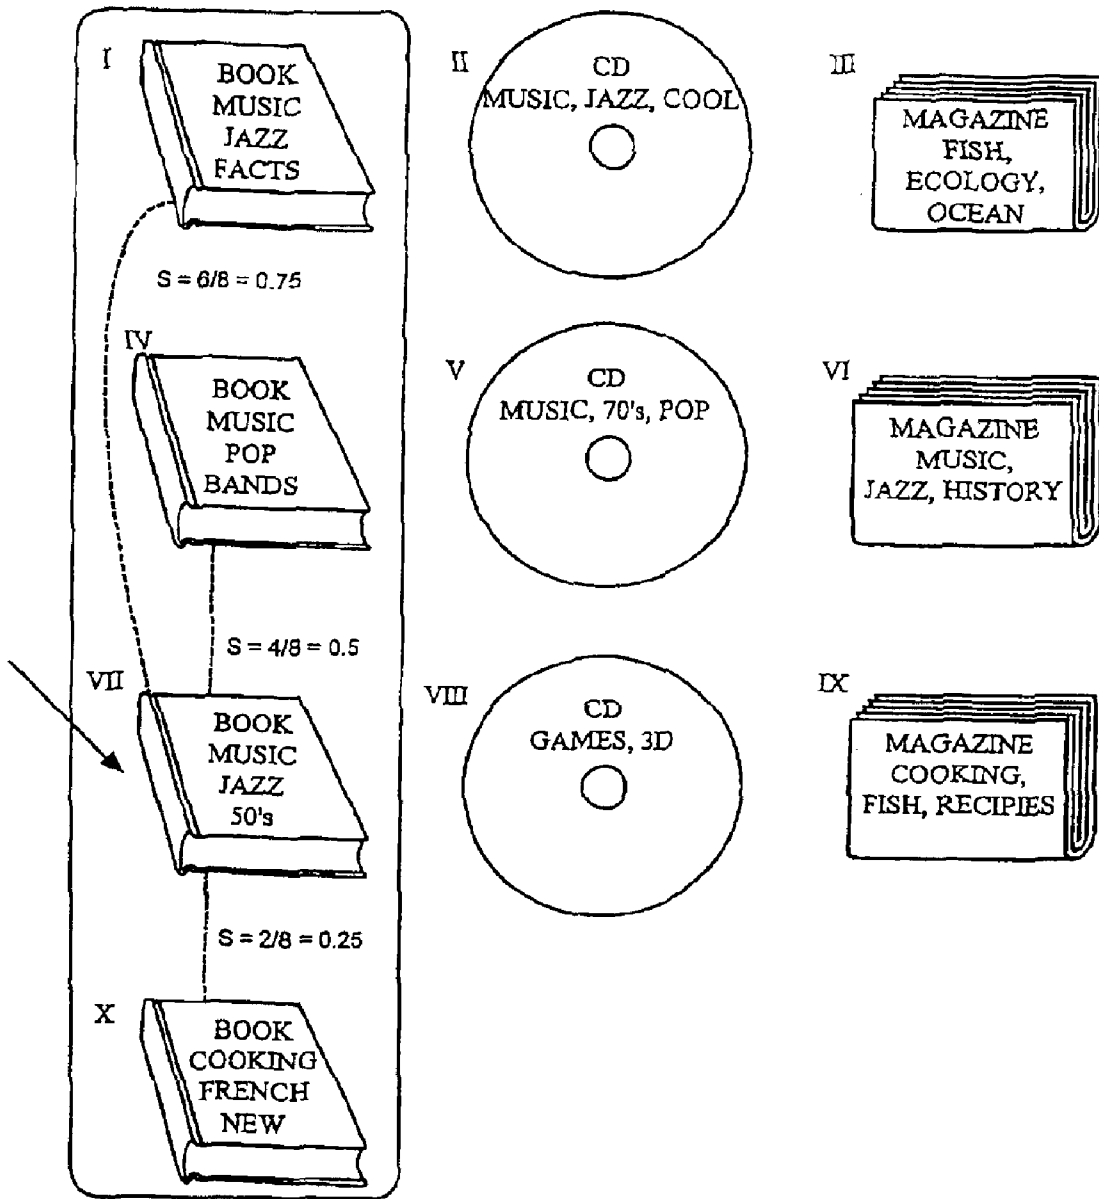 I
BOOK
MUSIC
JAZZ
FACTS
II
CD
MUSIC, JAZZ, COOL
III
MAGAZINE
FISH,
ECOLOGY,
OCEAN
S = 6/8 = 0.75
IV
BOOK
MUSIC
POP
BANDS
V
CD
MUSIC, 70's, POP
VI
MAGAZINE
MUSIC,
JAZZ, HISTORY
S = 4/8 = 0.5
VII
BOOK
MUSIC
JAZZ
50's
VIII
CD
GAMES, 3D
IX
MAGAZINE
COOKING,
FISH, RECIPIES
S = 2/8 = 0.25
X
BOOK
COOKING
FRENCH
NEW